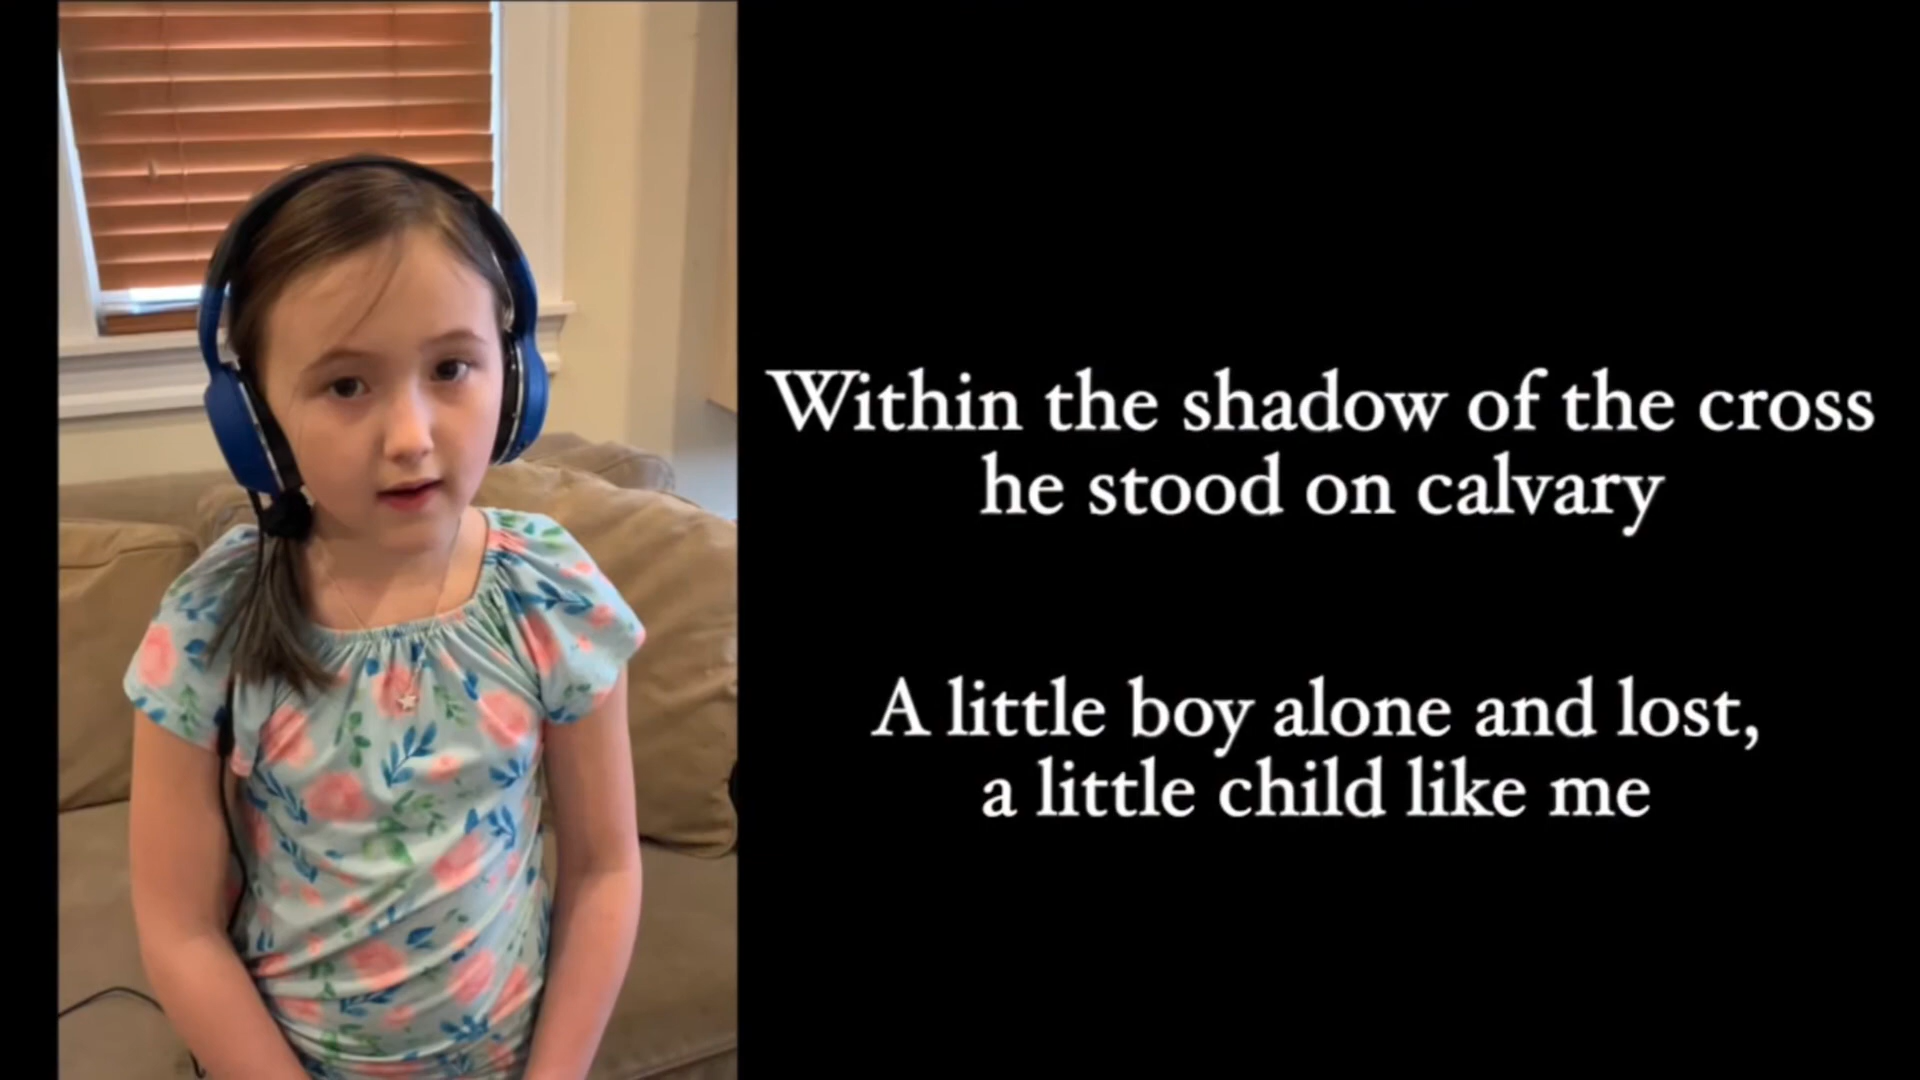 Within the shadow of the cross
he stood on calvary
A little boy alone and lost,
a little child like me